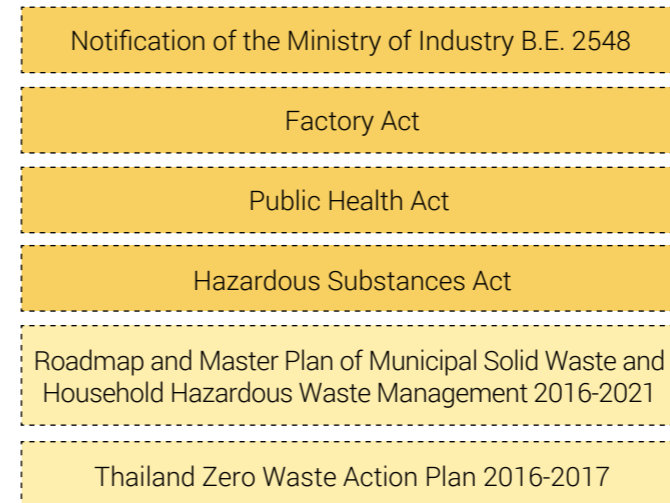 Notification of the Ministry of Industry B.E. 2548
Factory Act
Public Health Act
Hazardous Substances Act
Roadmap and Master Plan of Municipal Solid Waste and
Household Hazardous Waste Management 2016-2021
Thailand Zero Waste Action Plan 2016-2017